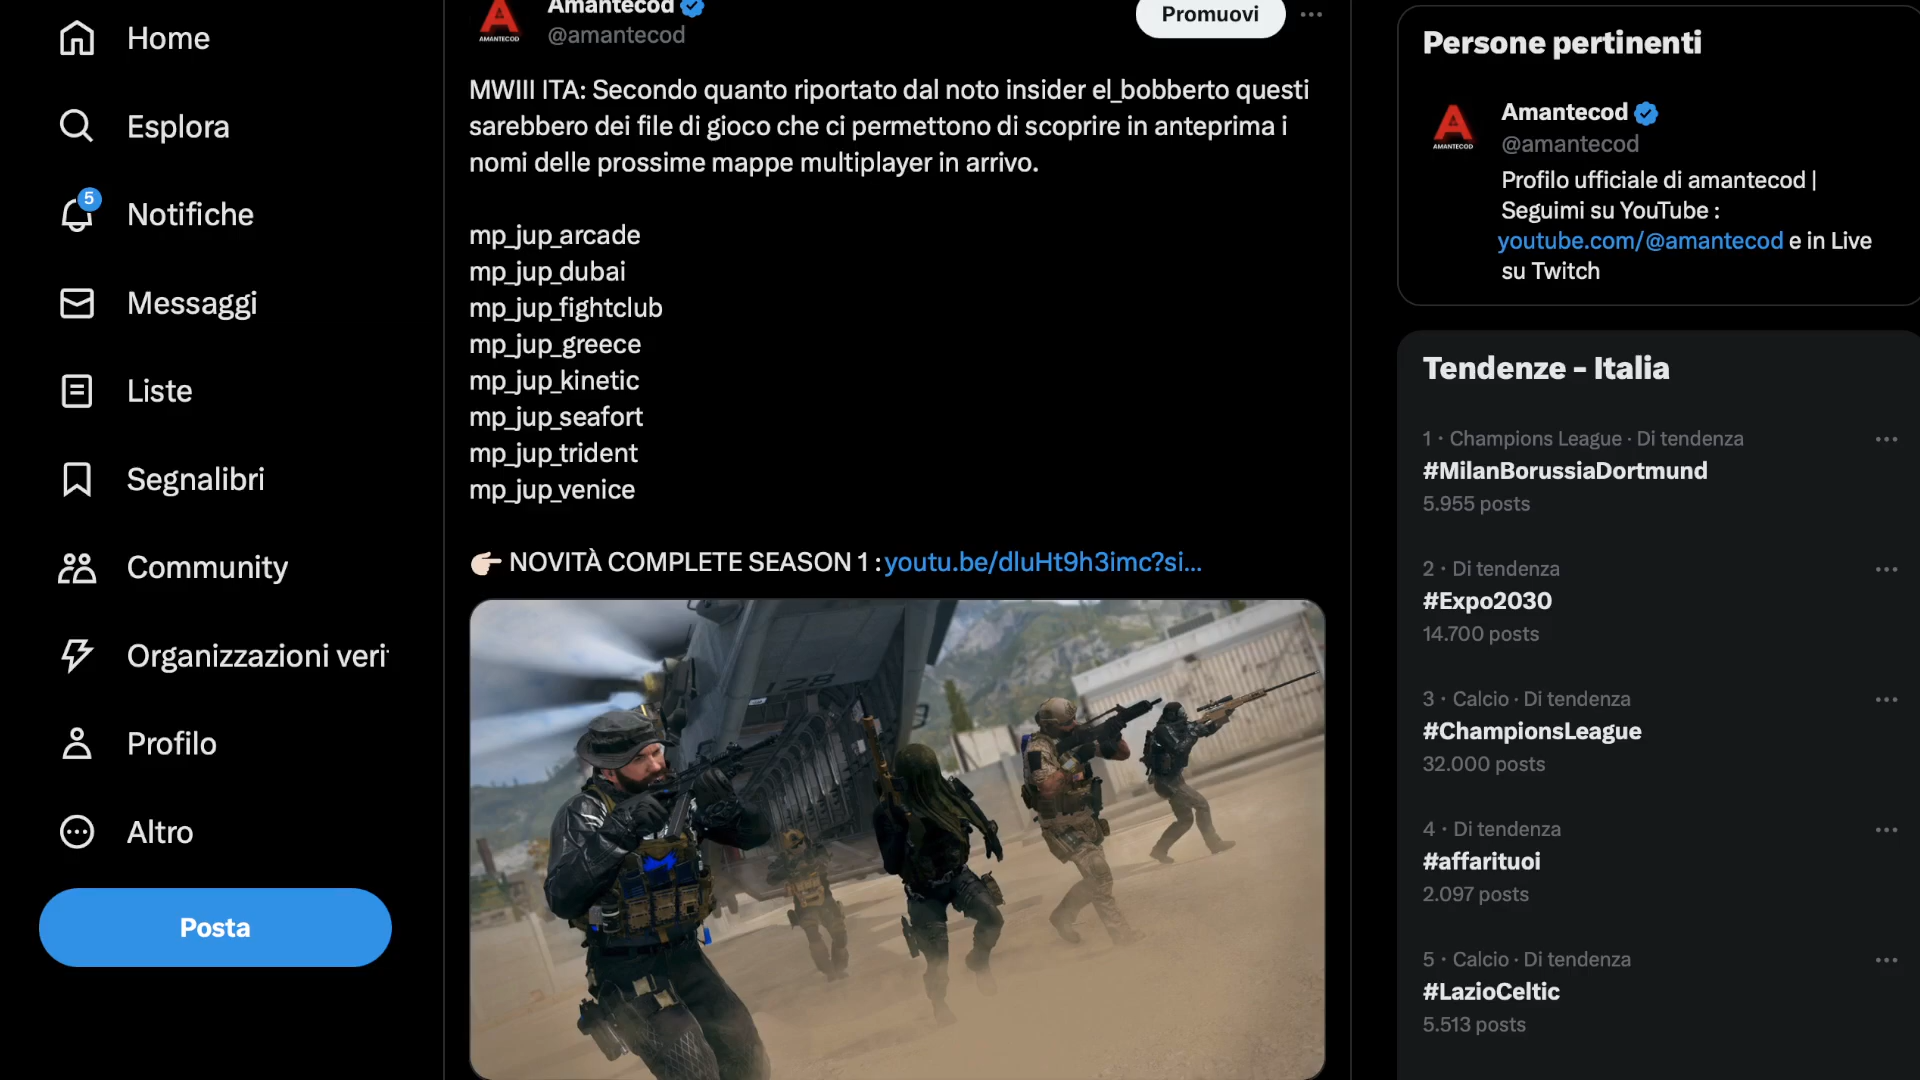 Home
Esplora
5
Notifiche
Messaggi
Liste
Segnalibri
Community
Organizzazioni veri
Profilo
Altro
Posta
AMANTECOD
Amantecod
@amantecod
Promuovi
MWIII ITA: Secondo quanto riportato dal noto insider el_bobberto questi
sarebbero dei file di gioco che ci permettono di scoprire in anteprima i
nomi delle prossime mappe multiplayer in arrivo.
mp_jup_arcade
mp_jup_dubai
mp_jup_fightclub
mp_jup_greece
mp_jup_kinetic
mp_jup_seafort
mp_jup_trident
mp_jup_venice
👉🏻 NOVITÀ COMPLETE SEASON 1 : youtu.be/dluHt9h3imc?si...
128
Persone pertinenti
AMANTECOD
Amantecod
@amantecod
Profilo ufficiale di amantecod |
Seguimi su YouTube :
youtube.com/@amantecod e in Live
su Twitch
Tendenze - Italia
1 · Champions League · Di tendenza
#MilanBorussiaDortmund
5.955 posts
2 · Di tendenza
#Expo2030
14.700 posts
3 · Calcio · Di tendenza
#ChampionsLeague
32.000 posts
4 · Di tendenza
#affarituoi
2.097 posts
5 · Calcio · Di tendenza
#LazioCeltic
5.513 posts